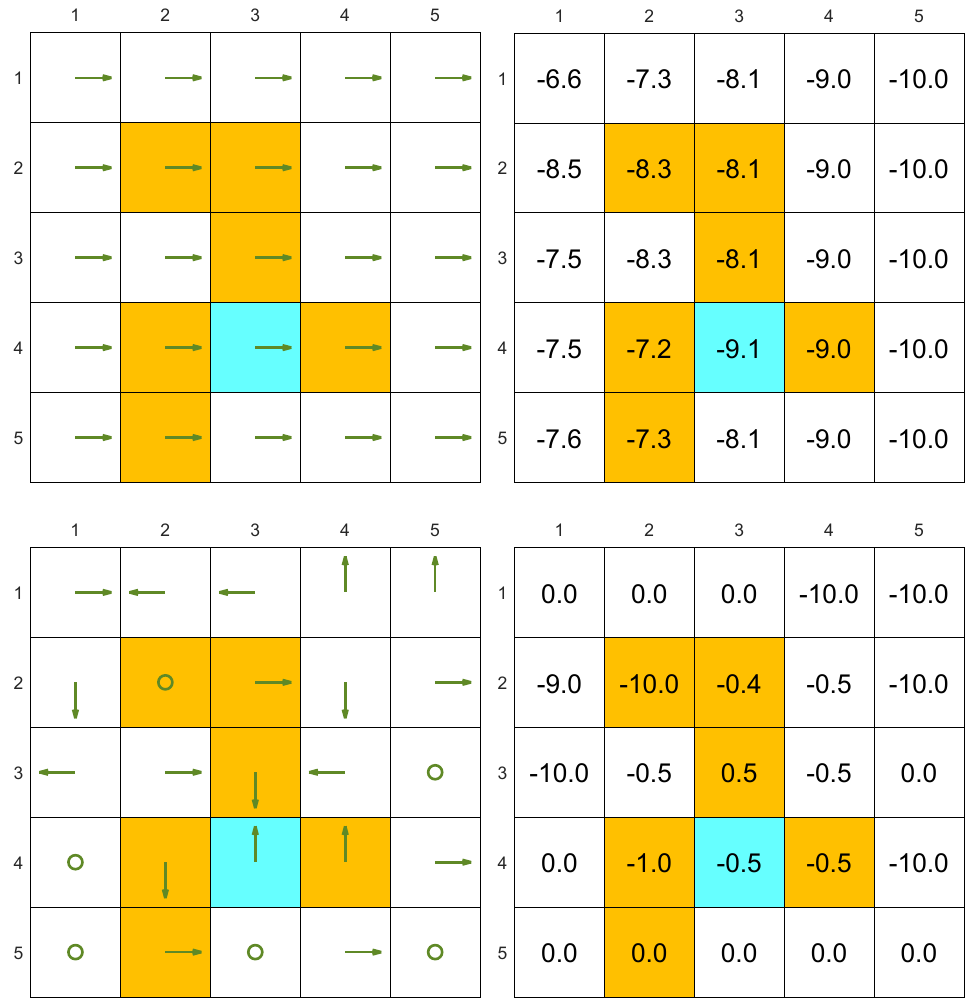 1 2 3 4 5 1 2 3 4 5
1 1 -6.6 -7.3 -8.1 -9.0 -10.0
2 2 -8.5 -8.3 -8.1 -9.0 -10.0
3 3 -7.5 -8.3 -8.1 -9.0 -10.0
4 4 -7.5 -7.2 -9.1 -9.0 -10.0
5 5 -7.6 -7.3 -8.1 -9.0 -10.0
1 2 3 4 5 1 2 3 4 5
1 1 0.0 0.0 0.0 -10.0 -10.0
2 2 -9.0 -10.0 -0.4 -0.5 -10.0
3 3 -10.0 -0.5 0.5 -0.5 0.0
4 4 0.0 -1.0 -0.5 -0.5 -10.0
5 5 0.0 0.0 0.0 0.0 0.0